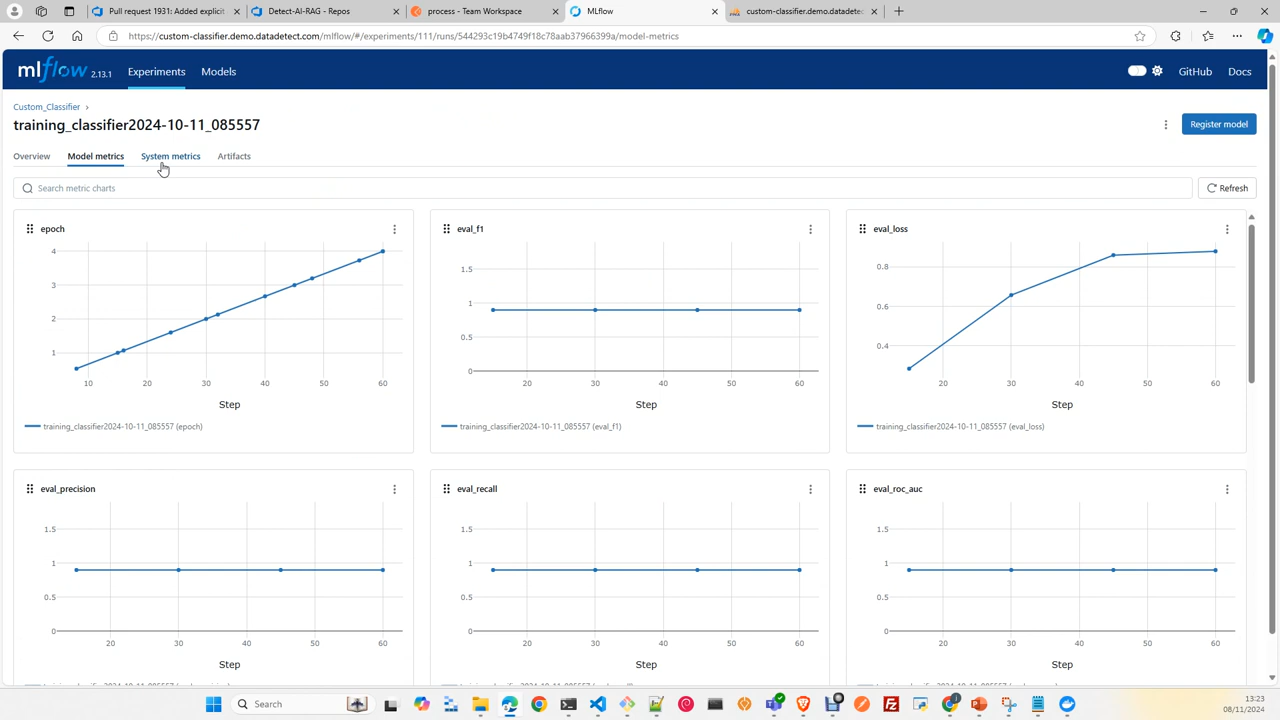 Pull request 1931: Added explicit
Detect-AI-RAG - Repos
process - Team Workspace
MLflow
custom-classifier.demo.datadetect
https://custom-classifier.demo.datadetect.com/mlflow/#/experiments/111/runs/544293c19b4749f18c78aab37966399a/model-metrics
mlflow 2.13.1 Experiments Models GitHub Docs
Custom_Classifier
training_classifier2024-10-11_085557
Register model
Overview Model metrics System metrics Artifacts
Search metric charts
Refresh
epoch
4
3
2
1
10 20 30 40 50 60
Step
training_classifier2024-10-11_085557 (epoch)
eval_f1
1.5
1
0.5
0
20 30 40 50 60
Step
training_classifier2024-10-11_085557 (eval_f1)
eval_loss
0.8
0.6
0.4
20 30 40 50 60
Step
training_classifier2024-10-11_085557 (eval_loss)
eval_precision
1.5
1
0.5
0
20 30 40 50 60
Step
eval_recall
1.5
1
0.5
0
20 30 40 50 60
Step
eval_roc_auc
1.5
1
0.5
0
20 30 40 50 60
Step
Search
13:23
08/11/2024